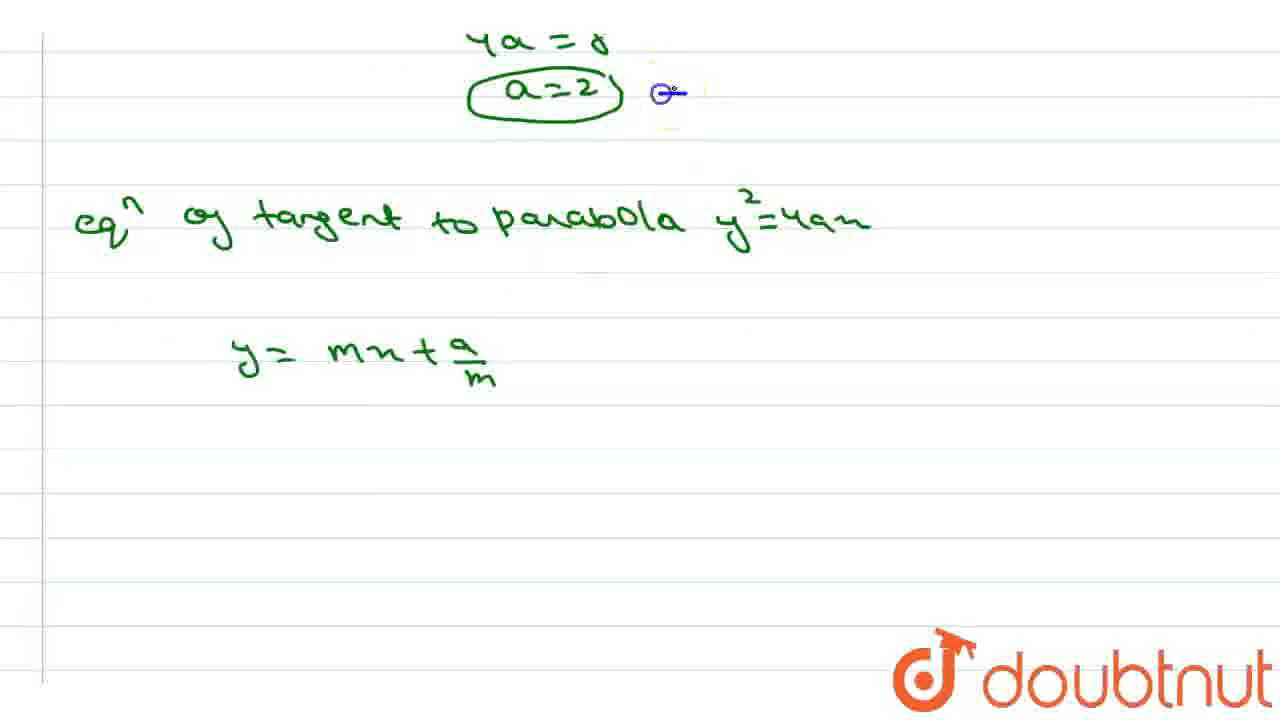 4a = 8
a = 2
eqⁿ of tangent to parabola y² = 4ax
y = mx + a/m
doubtnut